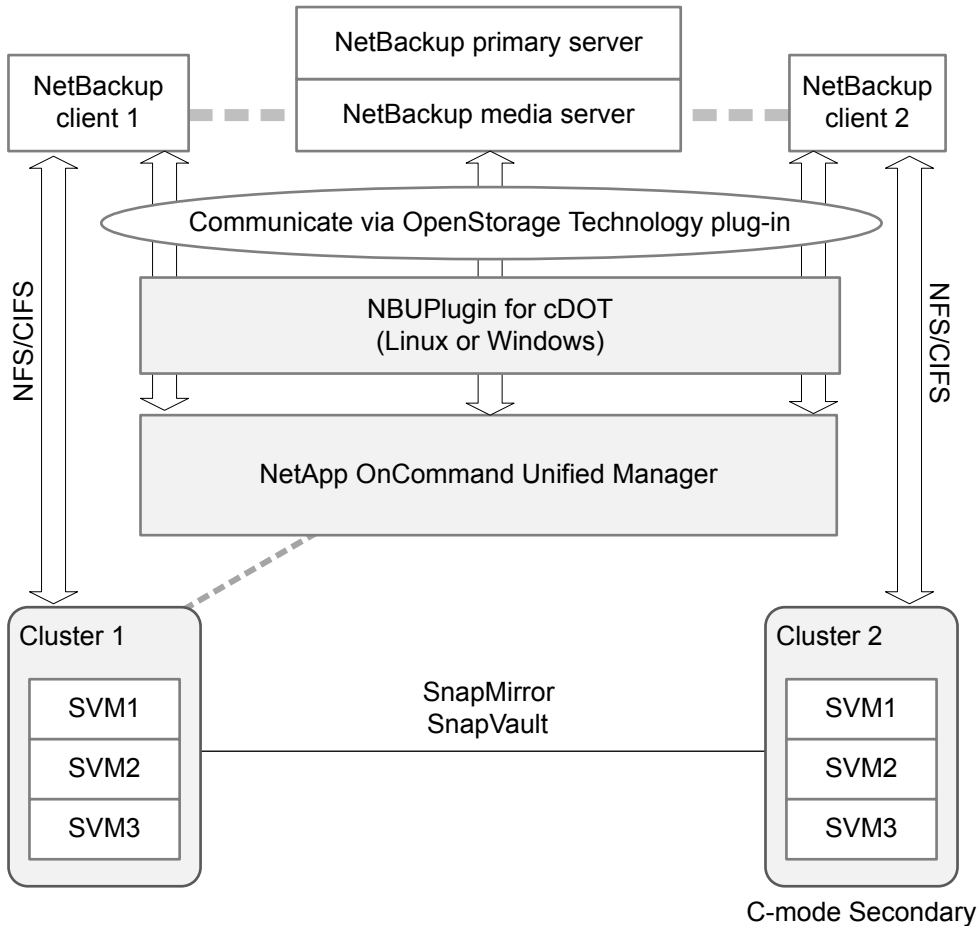 NetBackup primary server
NetBackup media server
NetBackup
client 1
NetBackup
client 2
Communicate via OpenStorage Technology plug-in
NFS/CIFS
NFS/CIFS
NBUPlugin for cDOT
(Linux or Windows)
NetApp OnCommand Unified Manager
Cluster 1
SVM1
SVM2
SVM3
SnapMirror
SnapVault
Cluster 2
SVM1
SVM2
SVM3
C-mode Secondary